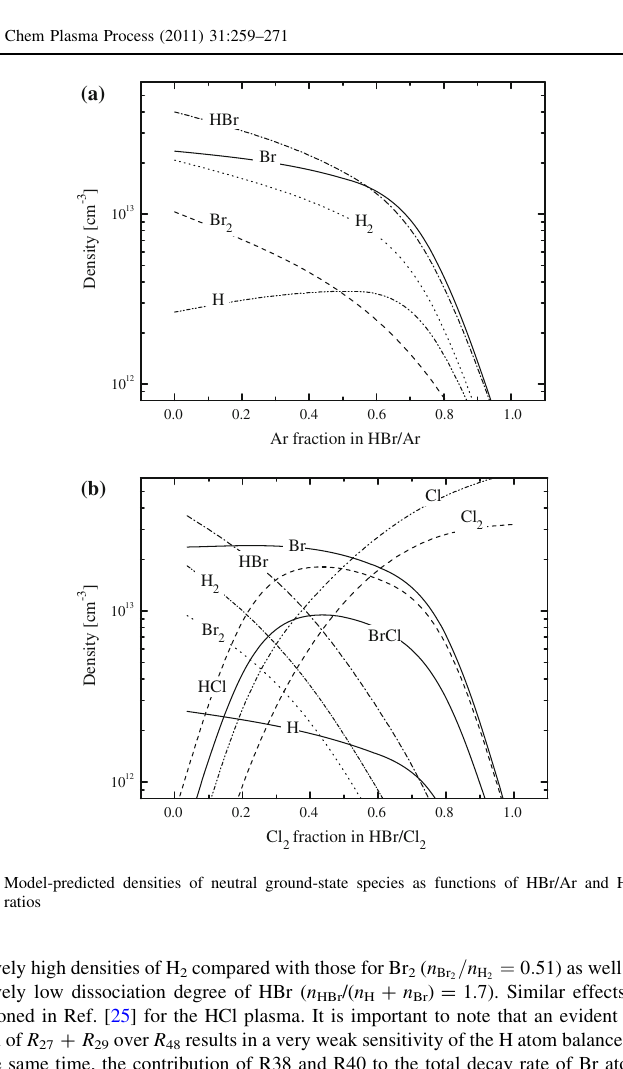 Chem Plasma Process (2011) 31:259–271
(a)
HBr
Br
H2
Br2
H
10^13
10^12
Density [cm^-3]
0.0 0.2 0.4 0.6 0.8 1.0
Ar fraction in HBr/Ar
(b)
Cl
Cl2
Br
HBr
H2
Br2
BrCl
HCl
H
10^13
10^12
Density [cm^-3]
0.0 0.2 0.4 0.6 0.8 1.0
Cl2 fraction in HBr/Cl2
Model-predicted densities of neutral ground-state species as functions of HBr/Ar and H
ratios
vely high densities of H2 compared with those for Br2 (nBr2/nH2 = 0.51) as well
vely low dissociation degree of HBr (nHBr/(nH + nBr) = 1.7). Similar effects
oned in Ref. [25] for the HCl plasma. It is important to note that an evident
of R27 + R29 over R48 results in a very weak sensitivity of the H atom balance
e same time, the contribution of R38 and R40 to the total decay rate of Br ato